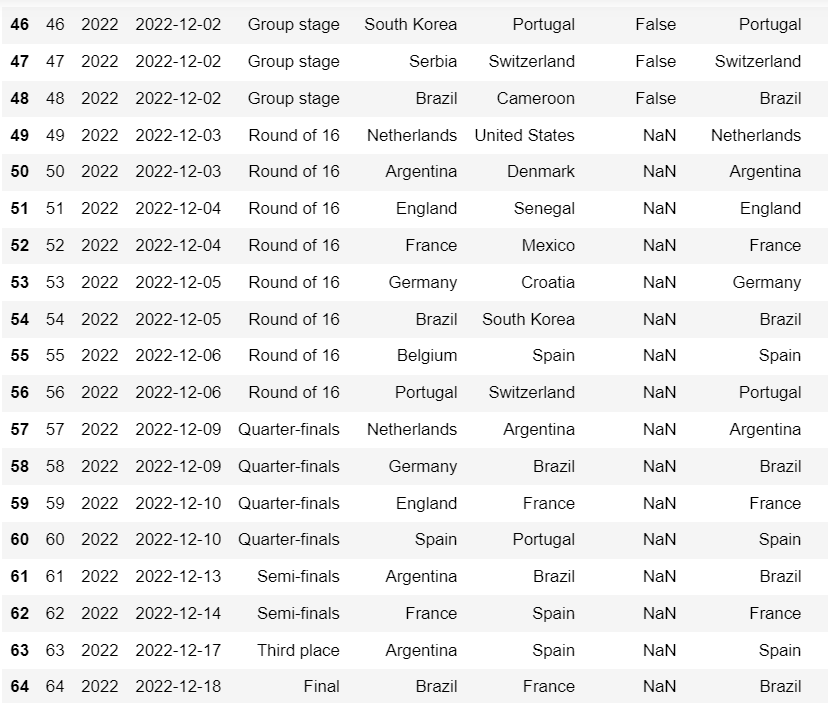 46 46 2022 2022-12-02 Group stage South Korea Portugal False Portugal
47 47 2022 2022-12-02 Group stage Serbia Switzerland False Switzerland
48 48 2022 2022-12-02 Group stage Brazil Cameroon False Brazil
49 49 2022 2022-12-03 Round of 16 Netherlands United States NaN Netherlands
50 50 2022 2022-12-03 Round of 16 Argentina Denmark NaN Argentina
51 51 2022 2022-12-04 Round of 16 England Senegal NaN England
52 52 2022 2022-12-04 Round of 16 France Mexico NaN France
53 53 2022 2022-12-05 Round of 16 Germany Croatia NaN Germany
54 54 2022 2022-12-05 Round of 16 Brazil South Korea NaN Brazil
55 55 2022 2022-12-06 Round of 16 Belgium Spain NaN Spain
56 56 2022 2022-12-06 Round of 16 Portugal Switzerland NaN Portugal
57 57 2022 2022-12-09 Quarter-finals Netherlands Argentina NaN Argentina
58 58 2022 2022-12-09 Quarter-finals Germany Brazil NaN Brazil
59 59 2022 2022-12-10 Quarter-finals England France NaN France
60 60 2022 2022-12-10 Quarter-finals Spain Portugal NaN Spain
61 61 2022 2022-12-13 Semi-finals Argentina Brazil NaN Brazil
62 62 2022 2022-12-14 Semi-finals France Spain NaN France
63 63 2022 2022-12-17 Third place Argentina Spain NaN Spain
64 64 2022 2022-12-18 Final Brazil France NaN Brazil